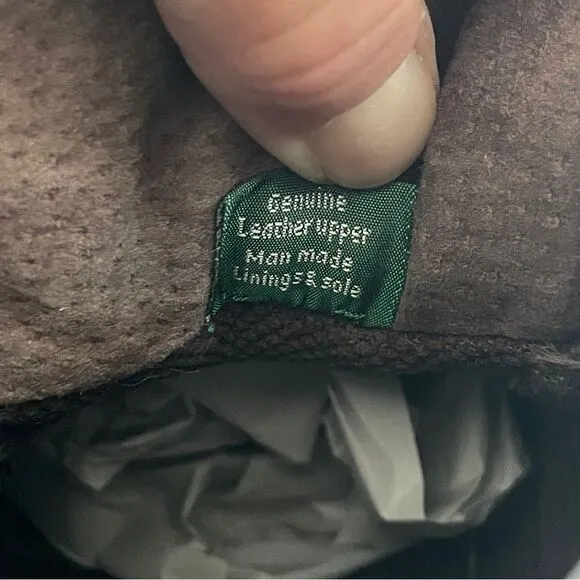 Genuine
Leather upper
Man made
Linings & sole